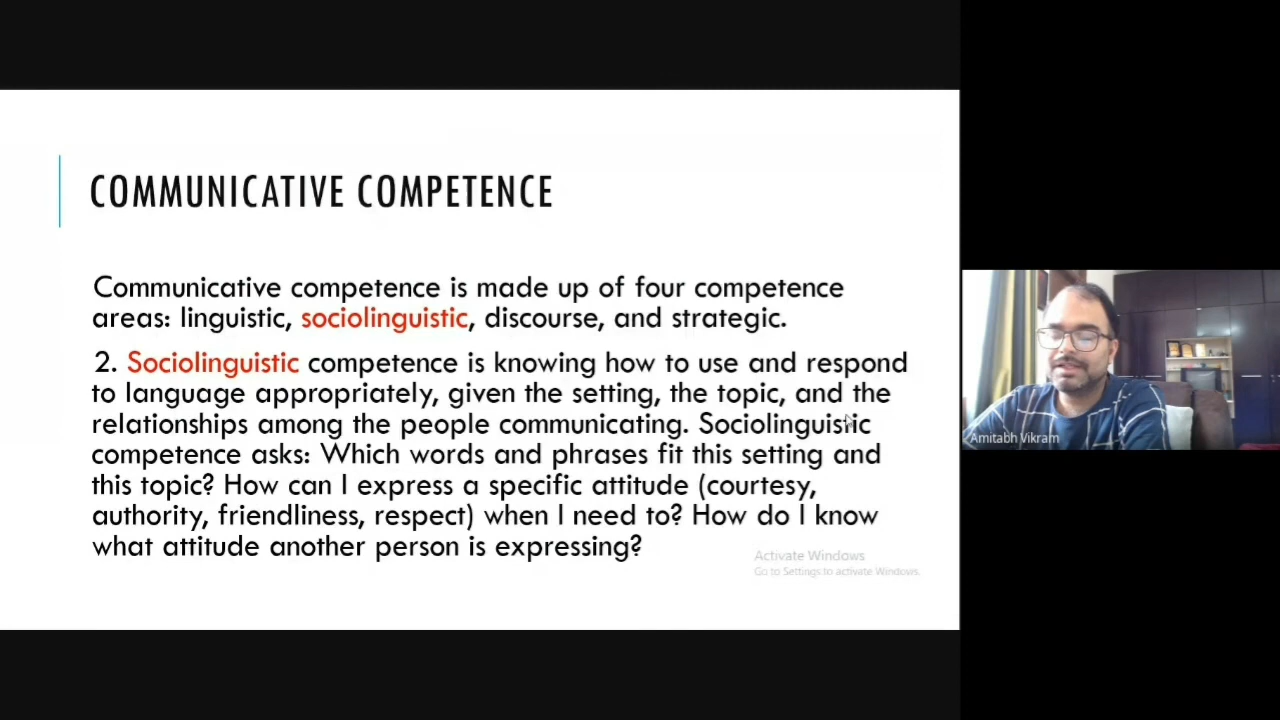 COMMUNICATIVE COMPETENCE
Communicative competence is made up of four competence
areas: linguistic, sociolinguistic, discourse, and strategic.
2. Sociolinguistic competence is knowing how to use and respond
to language appropriately, given the setting, the topic, and the
relationships among the people communicating. Sociolinguistic
competence asks: Which words and phrases fit this setting and
this topic? How can I express a specific attitude (courtesy,
authority, friendliness, respect) when I need to? How do I know
what attitude another person is expressing?
Activate Windows
Go to Settings to activate Windows.
Amitabh Vikram